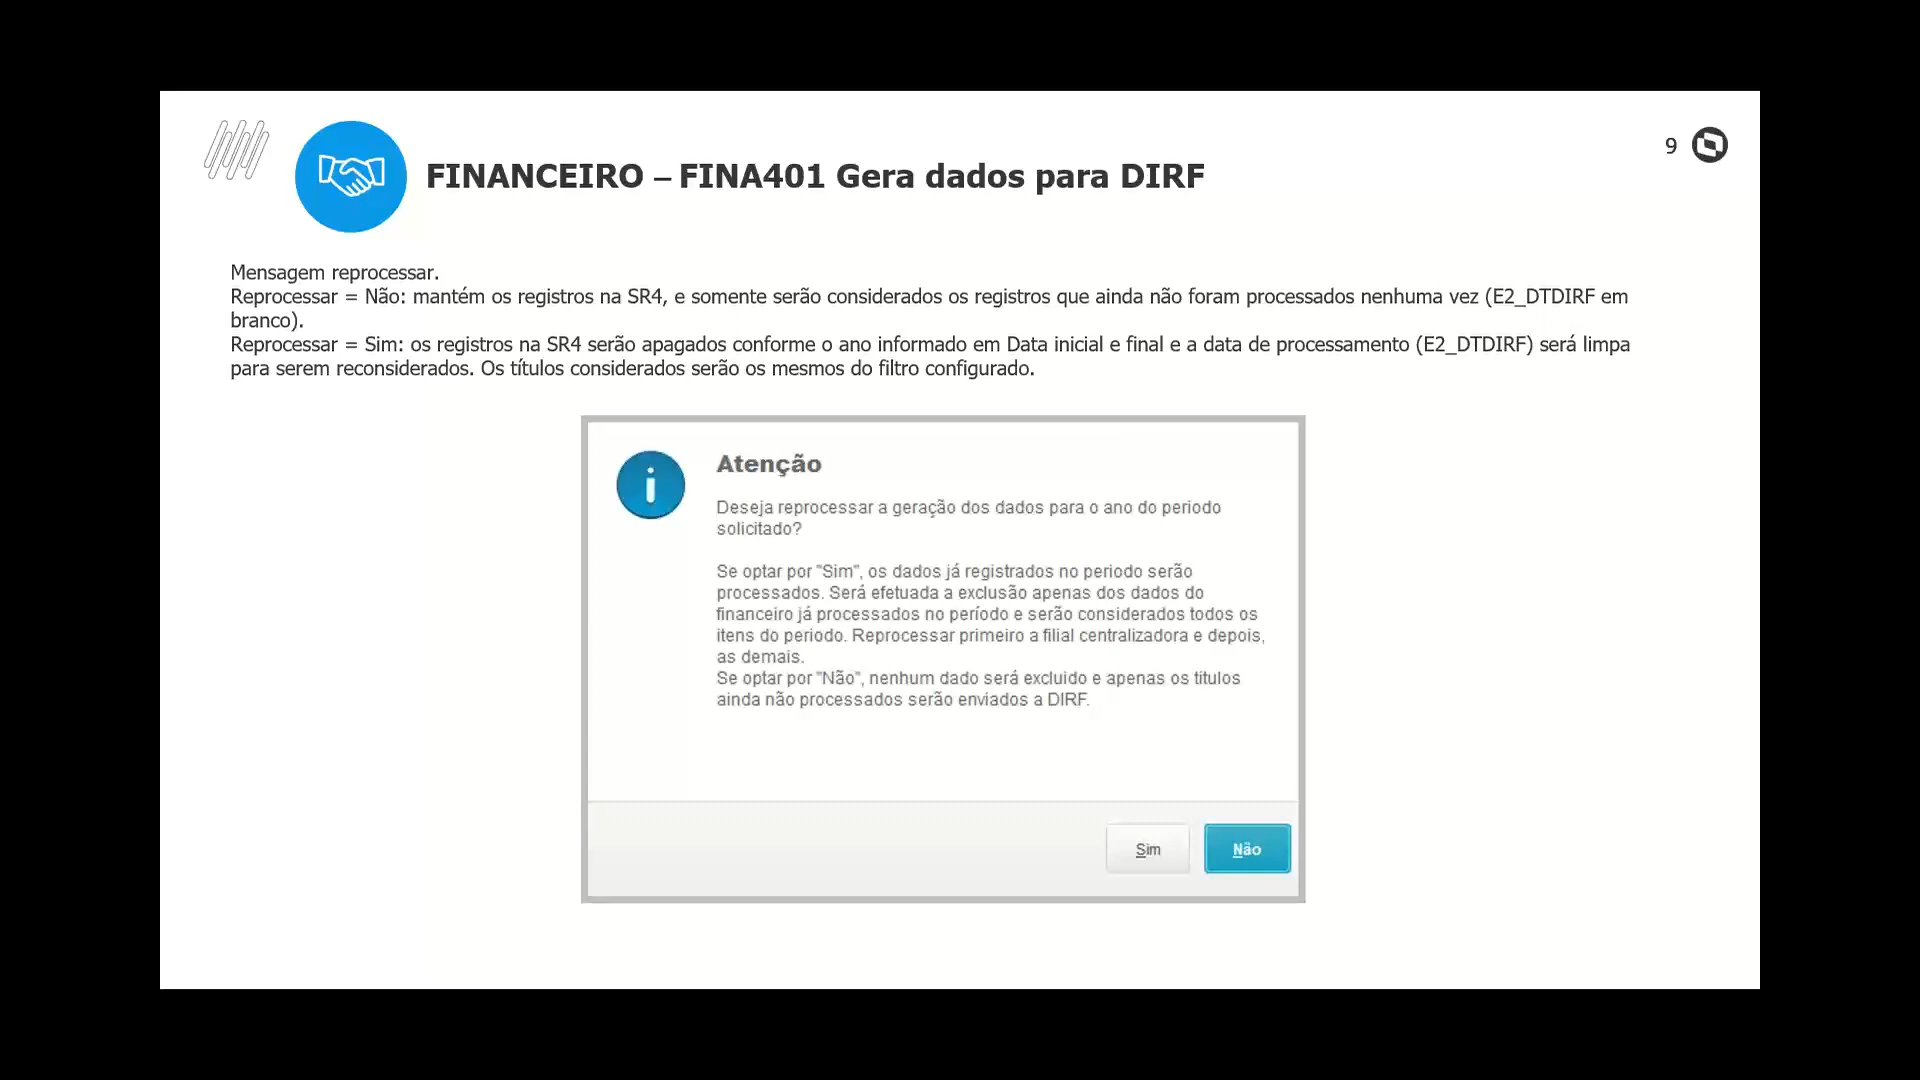 9
FINANCEIRO – FINA401 Gera dados para DIRF
Mensagem reprocessar.
Reprocessar = Não: mantém os registros na SR4, e somente serão considerados os registros que ainda não foram processados nenhuma vez (E2_DTDIRF em
branco).
Reprocessar = Sim: os registros na SR4 serão apagados conforme o ano informado em Data inicial e final e a data de processamento (E2_DTDIRF) será limpa
para serem reconsiderados. Os títulos considerados serão os mesmos do filtro configurado.
Atenção
Deseja reprocessar a geração dos dados para o ano do periodo
solicitado?
Se optar por "Sim", os dados já registrados no periodo serão
processados. Será efetuada a exclusão apenas dos dados do
financeiro já processados no período e serão considerados todos os
itens do periodo. Reprocessar primeiro a filial centralizadora e depois,
as demais.
Se optar por "Não", nenhum dado será excluido e apenas os titulos
ainda não processados serão enviados a DIRF.
Sim
Não